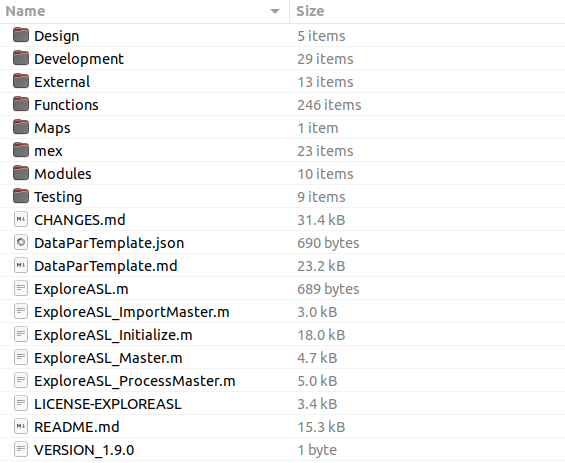 Name Size
Design 5 items
Development 29 items
External 13 items
Functions 246 items
Maps 1 item
mex 23 items
Modules 10 items
Testing 9 items
CHANGES.md 31.4 kB
DataParTemplate.json 690 bytes
DataParTemplate.md 23.2 kB
ExploreASL.m 689 bytes
ExploreASL_ImportMaster.m 3.0 kB
ExploreASL_Initialize.m 18.0 kB
ExploreASL_Master.m 4.7 kB
ExploreASL_ProcessMaster.m 5.0 kB
LICENSE-EXPLOREASL 3.4 kB
README.md 15.3 kB
VERSION_1.9.0 1 byte